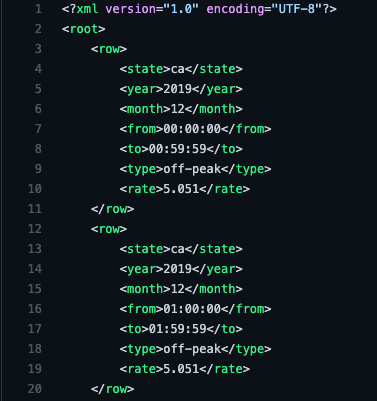 1 <?xml version="1.0" encoding="UTF-8"?>
2 <root>
3 <row>
4 <state>ca</state>
5 <year>2019</year>
6 <month>12</month>
7 <from>00:00:00</from>
8 <to>00:59:59</to>
9 <type>off-peak</type>
10 <rate>5.051</rate>
11 </row>
12 <row>
13 <state>ca</state>
14 <year>2019</year>
15 <month>12</month>
16 <from>01:00:00</from>
17 <to>01:59:59</to>
18 <type>off-peak</type>
19 <rate>5.051</rate>
20 </row>